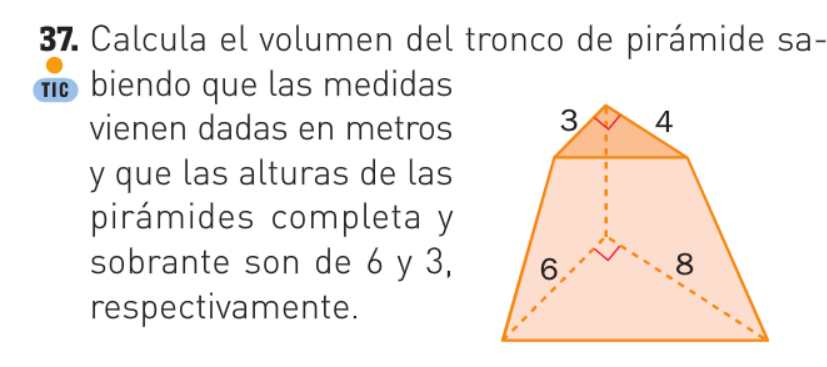 37. Calcula el volumen del tronco de pirámide sa-
TIC biendo que las medidas
vienen dadas en metros
y que las alturas de las
pirámides completa y
sobrante son de 6 y 3,
respectivamente.
3 4
6 8